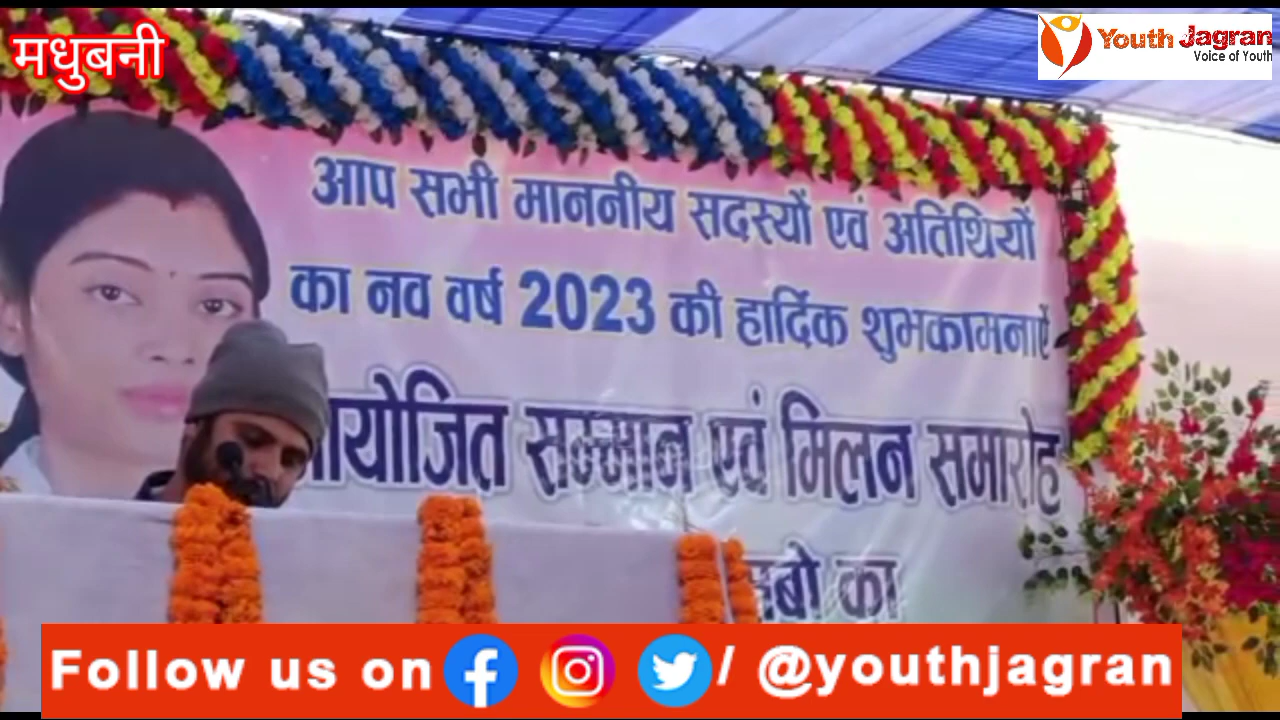 मधुबनी
Youth Jagran
Voice of Youth
आप सभी माननीय सदस्यों एवं अतिथियों
का नव वर्ष 2023 की हार्दिक शुभकामनाऐं
सम्मान एवं मिलन समारोह
का
Follow us on / @youthjagran